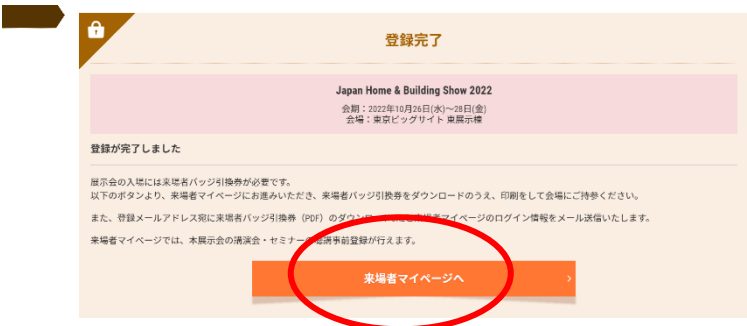 登録完了
Japan Home & Building Show 2022
会期：2022年10月26日(水)～28日(金)
会場：東京ビッグサイト 東展示棟
登録が完了しました
展示会の入場には来場者バッジ引換券が必要です。
以下のボタンより、来場者マイページにお進みいただき、来場者バッジ引換券をダウンロードのうえ、印刷をして会場にご持参ください。
また、登録メールアドレス宛に来場者バッジ引換券（PDF）のダウンロード 来場者マイページのログイン情報をメール送信いたします。
来場者マイページでは、本展示会の講演会・セミナーの 事前登録が行えます。
来場者マイページへ